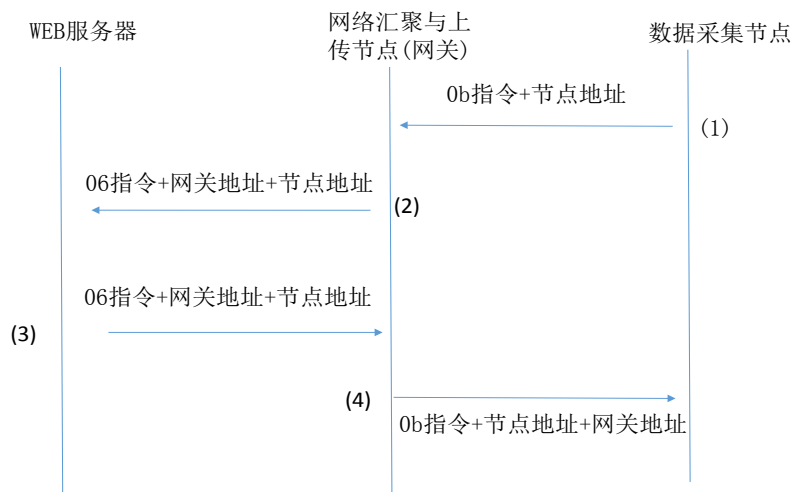 WEB服务器
网络汇聚与上
传节点(网关)
数据采集节点
0b指令+节点地址
(1)
06指令+网关地址+节点地址
(2)
06指令+网关地址+节点地址
(3)
(4)
0b指令+节点地址+网关地址